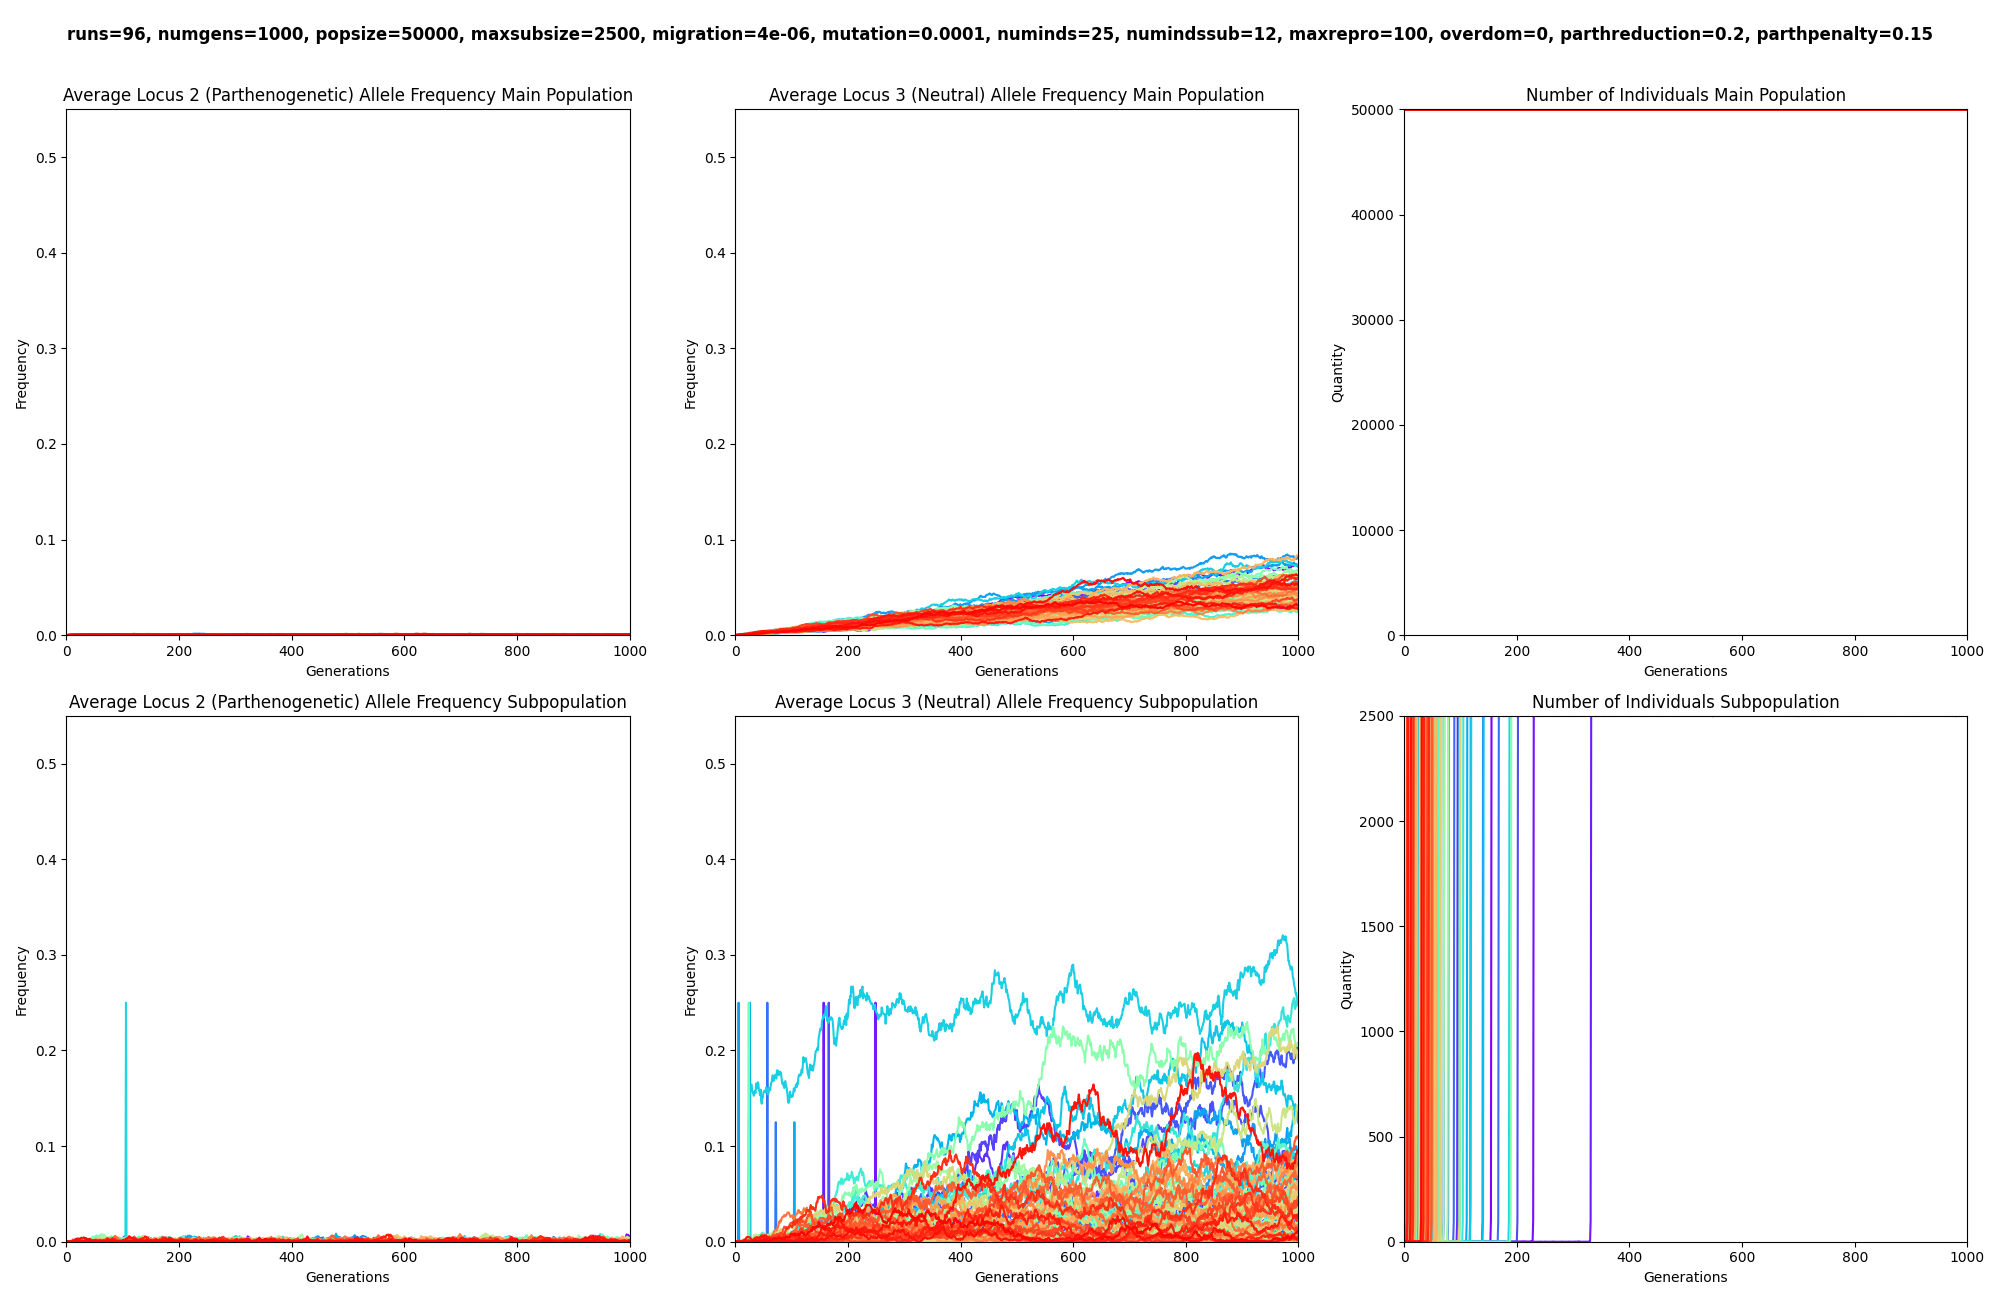 runs=96, numgens=1000, popsize=50000, maxsubsize=2500, migration=4e-06, mutation=0.0001, numinds=25, numindssub=12, maxrepro=100, overdom=0, parthreduction=0.2, parthpenalty=0.15
Average Locus 2 (Parthenogenetic) Allele Frequency Main Population
0.5
0.4
0.3
0.2
0.1
0.0
Frequency
0 200 400 600 800 1000
Generations
Average Locus 3 (Neutral) Allele Frequency Main Population
0.5
0.4
0.3
0.2
0.1
0.0
Frequency
0 200 400 600 800 1000
Generations
Number of Individuals Main Population
50000
40000
30000
20000
10000
0
Quantity
0 200 400 600 800 1000
Generations
Average Locus 2 (Parthenogenetic) Allele Frequency Subpopulation
0.5
0.4
0.3
0.2
0.1
0.0
Frequency
0 200 400 600 800 1000
Generations
Average Locus 3 (Neutral) Allele Frequency Subpopulation
0.5
0.4
0.3
0.2
0.1
0.0
Frequency
0 200 400 600 800 1000
Generations
Number of Individuals Subpopulation
2500
2000
1500
1000
500
0
Quantity
0 200 400 600 800 1000
Generations